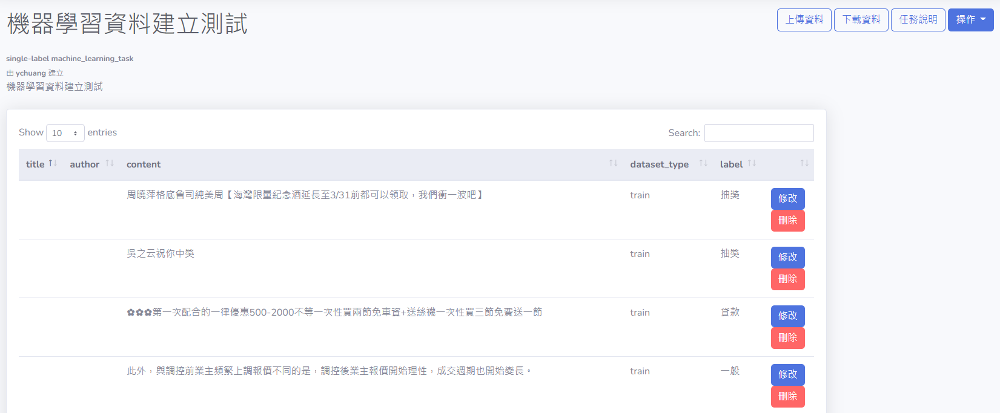 機器學習資料建立測試
上傳資料 下載資料 任務說明 操作
single-label machine_learning_task
由 ychuang 建立
機器學習資料建立測試
Show 10 entries Search:
title author content dataset_type label
周曉萍格底魯司純美周【海灣限量紀念酒延長至3/31前都可以領取，我們衝一波吧】 train 抽獎 修改
刪除
吳之云祝你中獎 train 抽獎 修改
刪除
✿✿✿第一次配合的一律優惠500-2000不等一次性買兩節免車資+送絲襪一次性買三節免費送一節 train 貸款 修改
刪除
此外，與調控前業主頻繁上調報價不同的是，調控後業主報價開始理性，成交週期也開始變長。 train 一般 修改
刪除